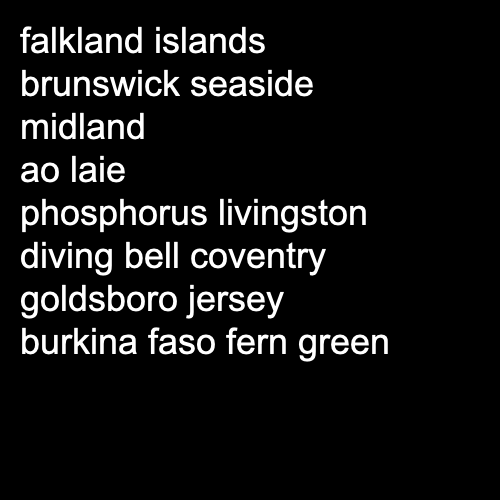 falkland islands
brunswick seaside
midland
ao laie
phosphorus livingston
diving bell coventry
goldsboro jersey
burkina faso fern green